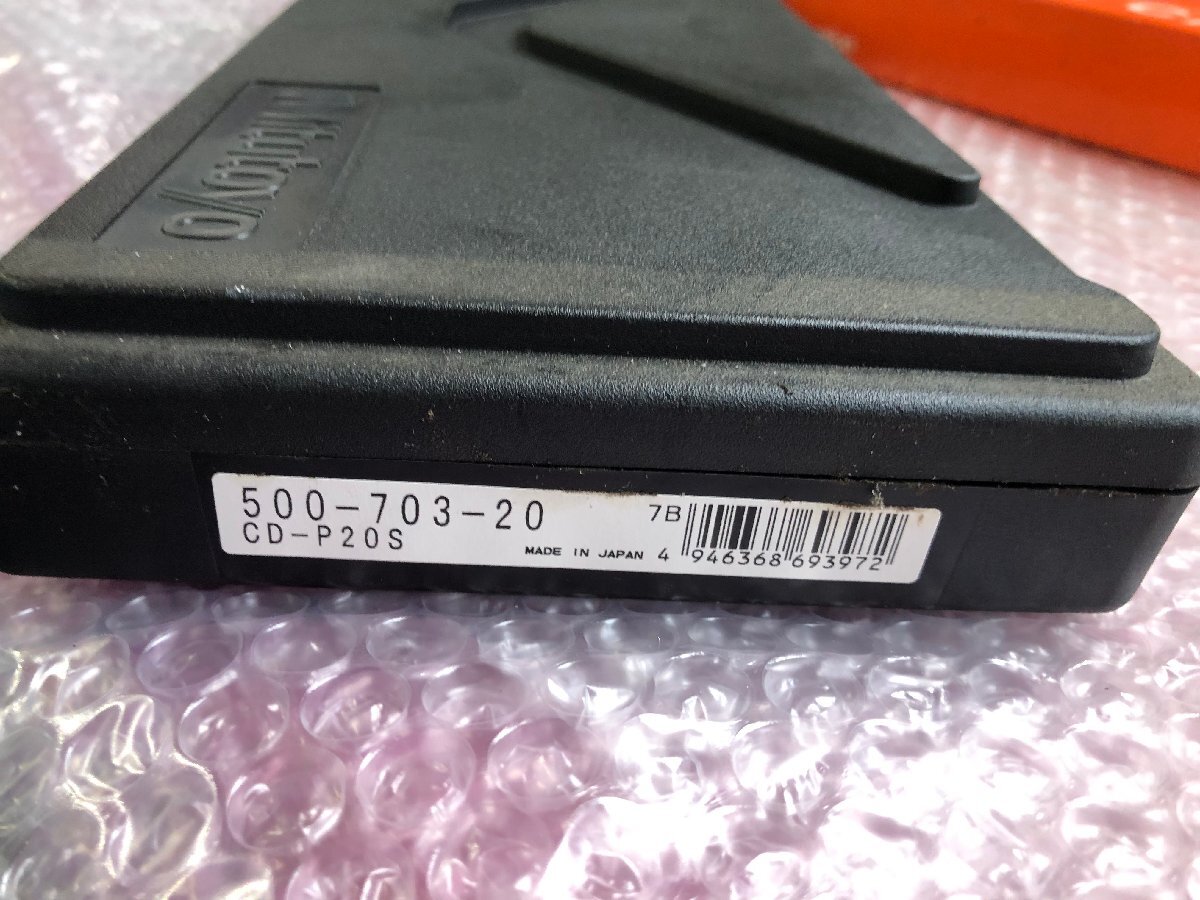 Mitutoyo
500-703-20
CD-P20S
7B
MADE IN JAPAN
4 946368 693972